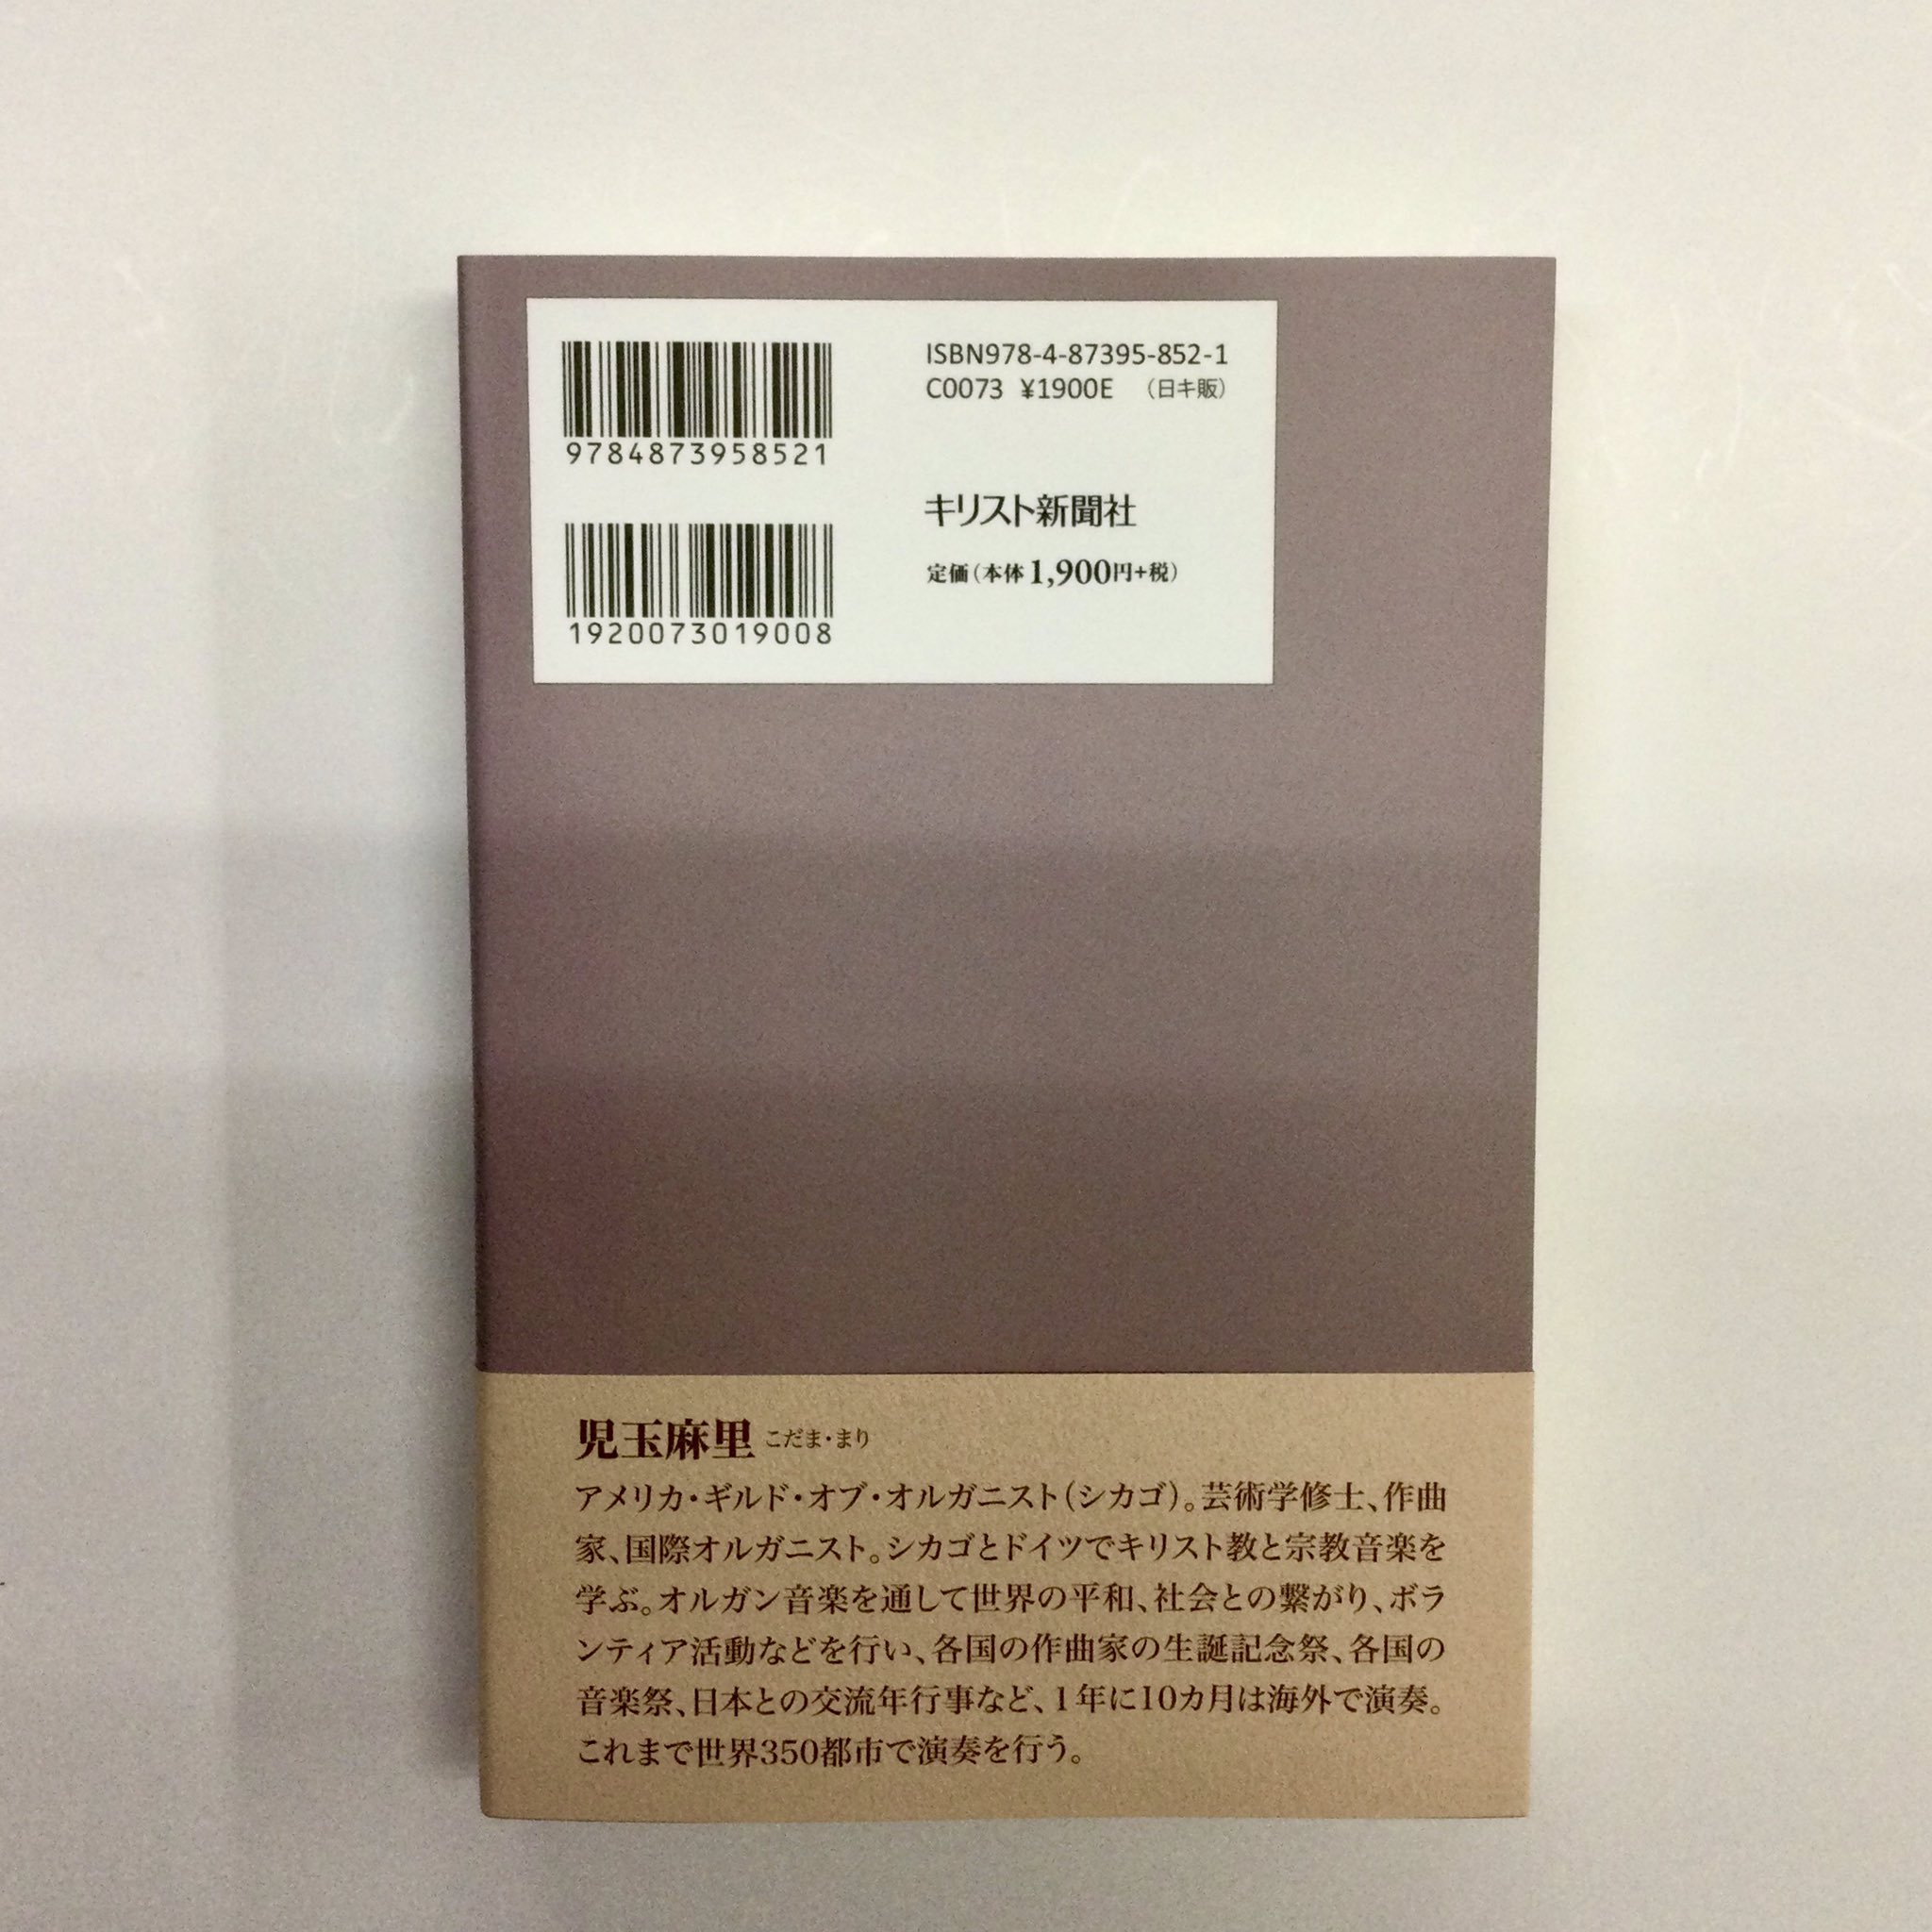 9784873958521
1920073019008
ISBN978-4-87395-852-1
C0073 ¥1900E (日キ販)
キリスト新聞社
定価(本体1,900円+税)
児玉麻里 こだま・まり
アメリカ・ギルド・オブ・オルガニスト(シカゴ)。芸術学修士、作曲
家、国際オルガニスト。シカゴとドイツでキリスト教と宗教音楽を
学ぶ。オルガン音楽を通して世界の平和、社会との繋がり、ボラ
ンティア活動などを行い、各国の作曲家の生誕記念祭、各国の
音楽祭、日本との交流年行事など、1年に10カ月は海外で演奏。
これまで世界350都市で演奏を行う。